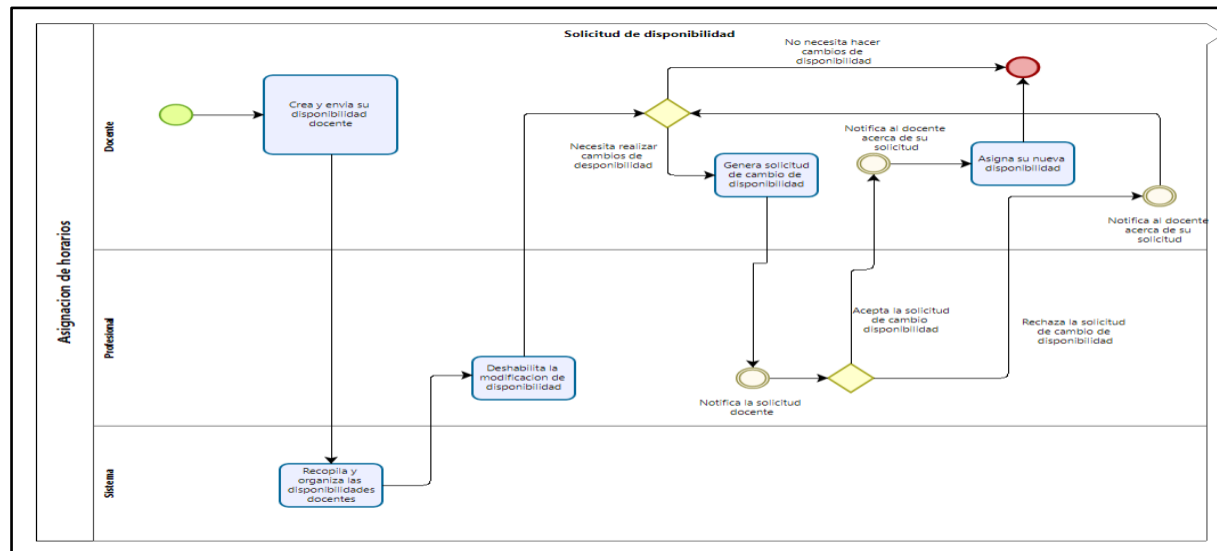 Solicitud de disponibilidad
Asignacion de horarios
Docente
Crea y envia su
disponibilidad
docente
No necesita hacer
cambios de
disponibilidad
Necesita realizar
cambios de
desponibilidad
Genera solicitud
de cambio de
disponibilidad
Notifica al docente
acerca de su
solicitud
Asigna su nueva
disponibilidad
Notifica al docente
acerca de su
solicitud
Profesional
Deshabilita la
modificacion de
disponibilidad
Notifica la solicitud
docente
Acepta la solicitud
de cambio
disponibilidad
Rechaza la solicitud
de cambio de
disponibilidad
Sistema
Recopila y
organiza las
disponibilidades
docentes